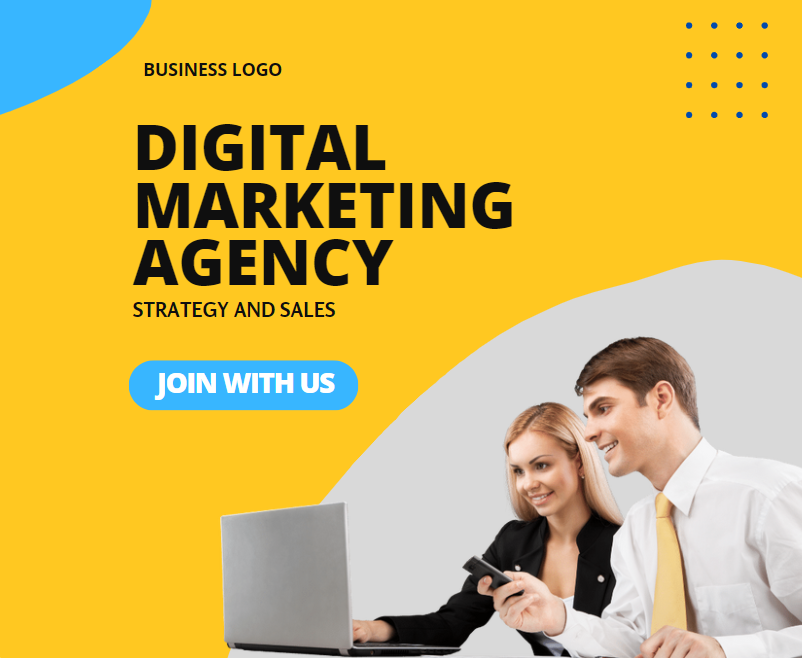 BUSINESS LOGO
DIGITAL
MARKETING
AGENCY
STRATEGY AND SALES
JOIN WITH US